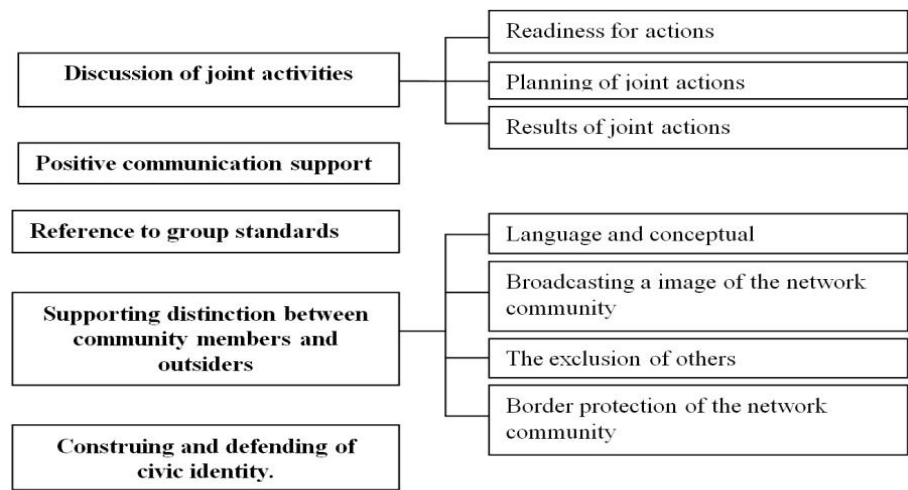 Discussion of joint activities
Readiness for actions
Planning of joint actions
Results of joint actions
Positive communication support
Reference to group standards
Supporting distinction between
community members and
outsiders
Language and conceptual
Broadcasting a image of the network
community
The exclusion of others
Border protection of the network
community
Construing and defending of
civic identity.